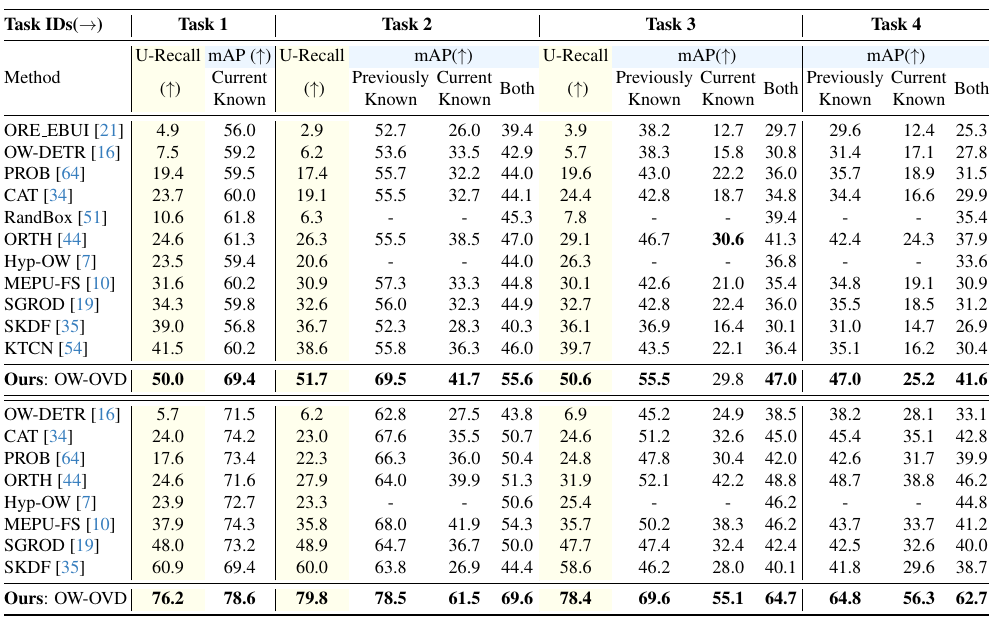 Task IDs(→) Task 1 Task 2 Task 3 Task 4
U-Recall mAP (↑) U-Recall mAP(↑) U-Recall mAP(↑) mAP(↑)
Method (↑) Current Known (↑) Previously Known Current Known Both (↑) Previously Known Current Known Both Previously Known Current Known Both
ORE_EBUI [21] 4.9 56.0 2.9 52.7 26.0 39.4 3.9 38.2 12.7 29.7 29.6 12.4 25.3
OW-DETR [16] 7.5 59.2 6.2 53.6 33.5 42.9 5.7 38.3 15.8 30.8 31.4 17.1 27.8
PROB [64] 19.4 59.5 17.4 55.7 32.2 44.0 19.6 43.0 22.2 36.0 35.7 18.9 31.5
CAT [34] 23.7 60.0 19.1 55.5 32.7 44.1 24.4 42.8 18.7 34.8 34.4 16.6 29.9
RandBox [51] 10.6 61.8 6.3 - - 45.3 7.8 - - 39.4 - - 35.4
ORTH [44] 24.6 61.3 26.3 55.5 38.5 47.0 29.1 46.7 30.6 41.3 42.4 24.3 37.9
Hyp-OW [7] 23.5 59.4 20.6 - - 44.0 26.3 - - 36.8 - - 33.6
MEPU-FS [10] 31.6 60.2 30.9 57.3 33.3 44.8 30.1 42.6 21.0 35.4 34.8 19.1 30.9
SGROD [19] 34.3 59.8 32.6 56.0 32.3 44.9 32.7 42.8 22.4 36.0 35.5 18.5 31.2
SKDF [35] 39.0 56.8 36.7 52.3 28.3 40.3 36.1 36.9 16.4 30.1 31.0 14.7 26.9
KTCN [54] 41.5 60.2 38.6 55.8 36.3 46.0 39.7 43.5 22.1 36.4 35.1 16.2 30.4
Ours: OW-OVD 50.0 69.4 51.7 69.5 41.7 55.6 50.6 55.5 29.8 47.0 47.0 25.2 41.6
OW-DETR [16] 5.7 71.5 6.2 62.8 27.5 43.8 6.9 45.2 24.9 38.5 38.2 28.1 33.1
CAT [34] 24.0 74.2 23.0 67.6 35.5 50.7 24.6 51.2 32.6 45.0 45.4 35.1 42.8
PROB [64] 17.6 73.4 22.3 66.3 36.0 50.4 24.8 47.8 30.4 42.0 42.6 31.7 39.9
ORTH [44] 24.6 71.6 27.9 64.0 39.9 51.3 31.9 52.1 42.2 48.8 48.7 38.8 46.2
Hyp-OW [7] 23.9 72.7 23.3 - - 50.6 25.4 - - 46.2 - - 44.8
MEPU-FS [10] 37.9 74.3 35.8 68.0 41.9 54.3 35.7 50.2 38.3 46.2 43.7 33.7 41.2
SGROD [19] 48.0 73.2 48.9 64.7 36.7 50.0 47.7 47.4 32.4 42.4 42.5 32.6 40.0
SKDF [35] 60.9 69.4 60.0 63.8 26.9 44.4 58.6 46.2 28.0 40.1 41.8 29.6 38.7
Ours: OW-OVD 76.2 78.6 79.8 78.5 61.5 69.6 78.4 69.6 55.1 64.7 64.8 56.3 62.7